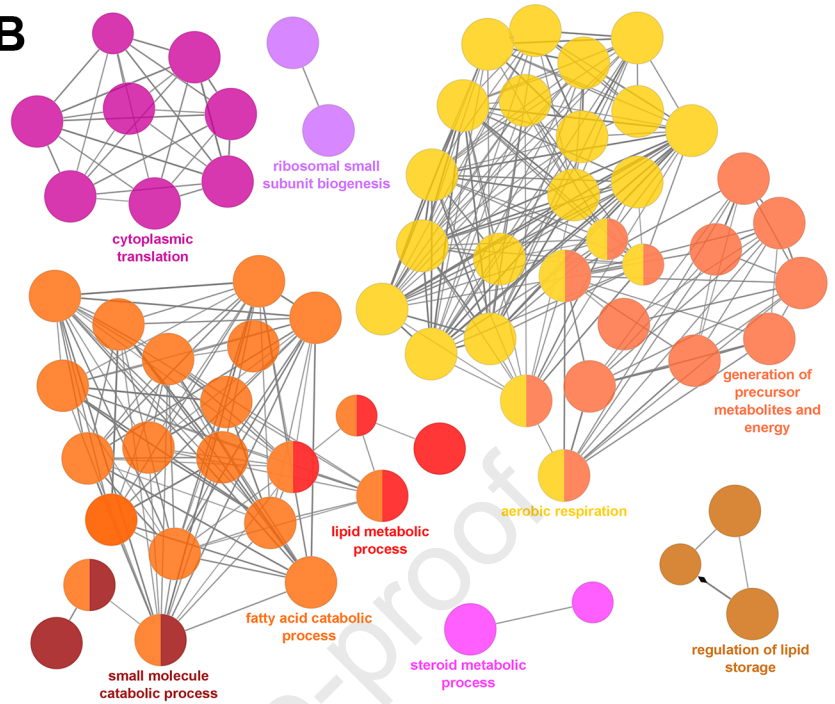 B
ribosomal small
subunit biogenesis
cytoplasmic
translation
generation of
precursor
metabolites and
energy
aerobic respiration
lipid metabolic
process
fatty acid catabolic
process
small molecule
catabolic process
steroid metabolic
process
regulation of lipid
storage
-proof